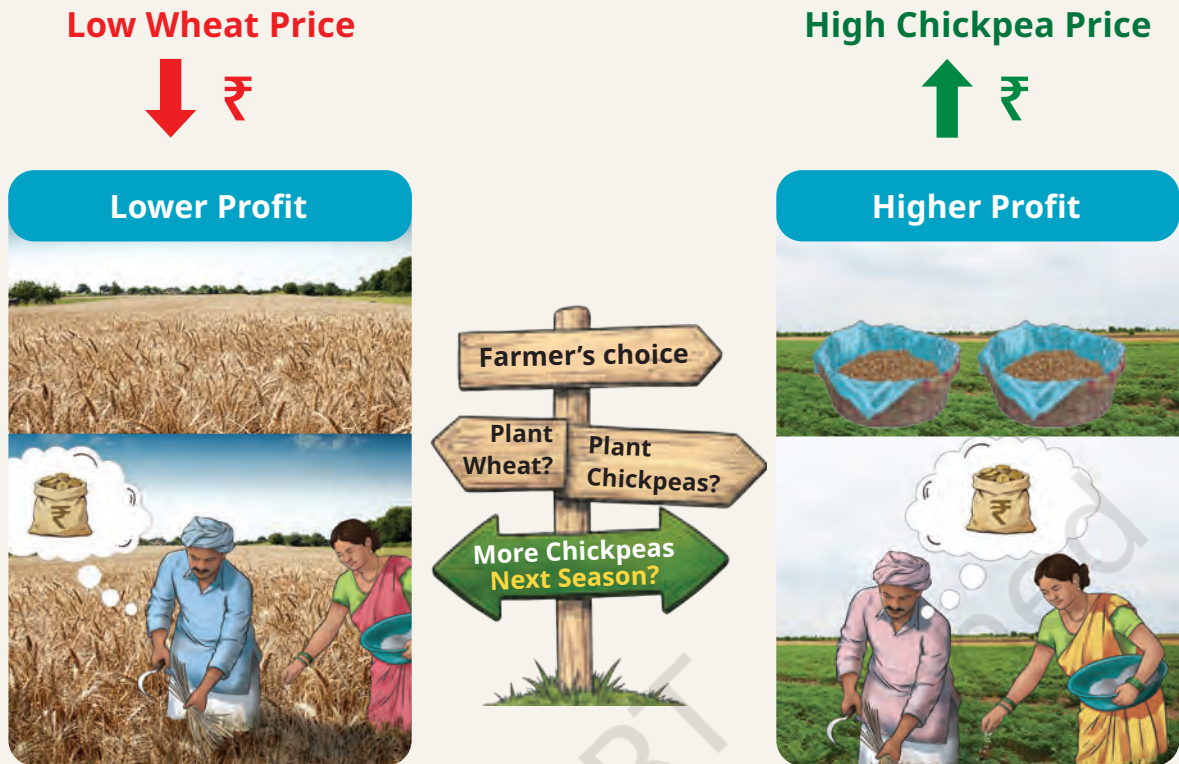 Low Wheat Price
₹
High Chickpea Price
₹
Lower Profit
Higher Profit
Farmer’s choice
Plant
Wheat?
Plant
Chickpeas?
More Chickpeas
Next Season?
₹
₹